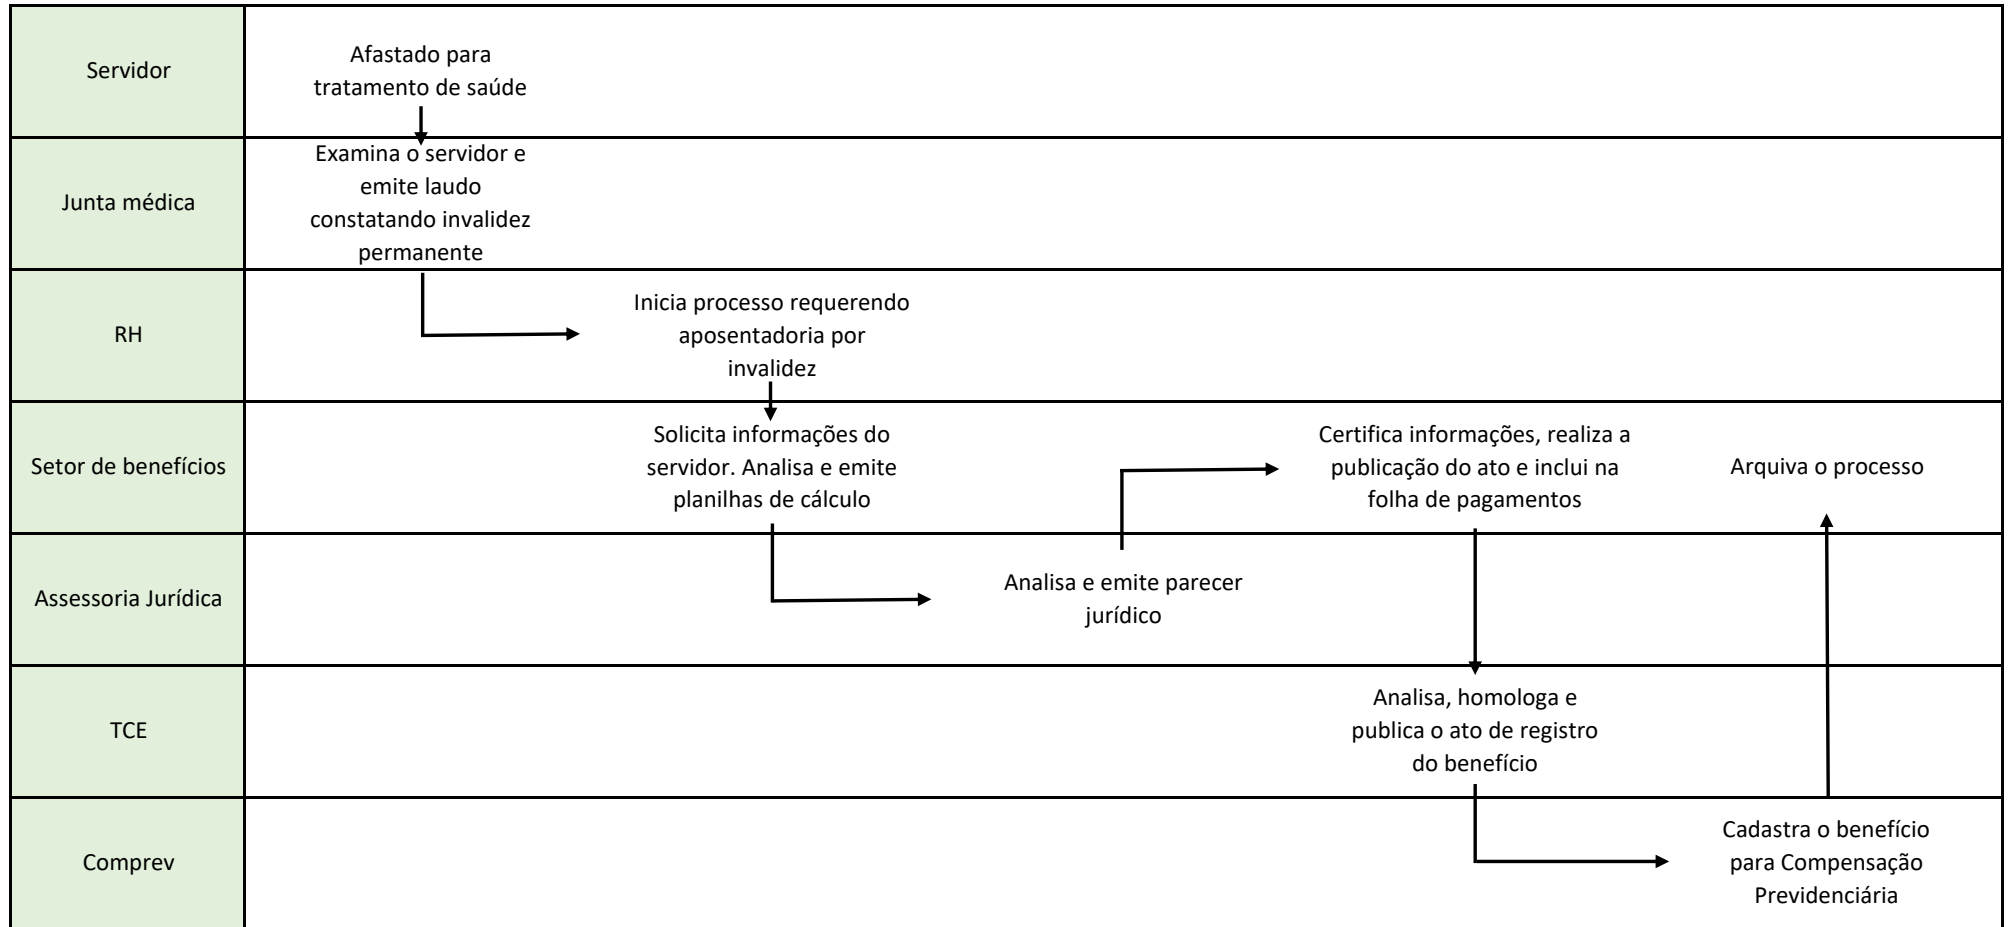 Servidor
Afastado para
tratamento de saúde
Junta médica
Examina o servidor e
emite laudo
constatando invalidez
permanente
RH
Inicia processo requerendo
aposentadoria por
invalidez
Setor de benefícios
Solicita informações do
servidor. Analisa e emite
planilhas de cálculo
Certifica informações, realiza a
publicação do ato e inclui na
folha de pagamentos
Arquiva o processo
Assessoria Jurídica
Analisa e emite parecer
jurídico
TCE
Analisa, homologa e
publica o ato de registro
do benefício
Comprev
Cadastra o benefício
para Compensação
Previdenciária